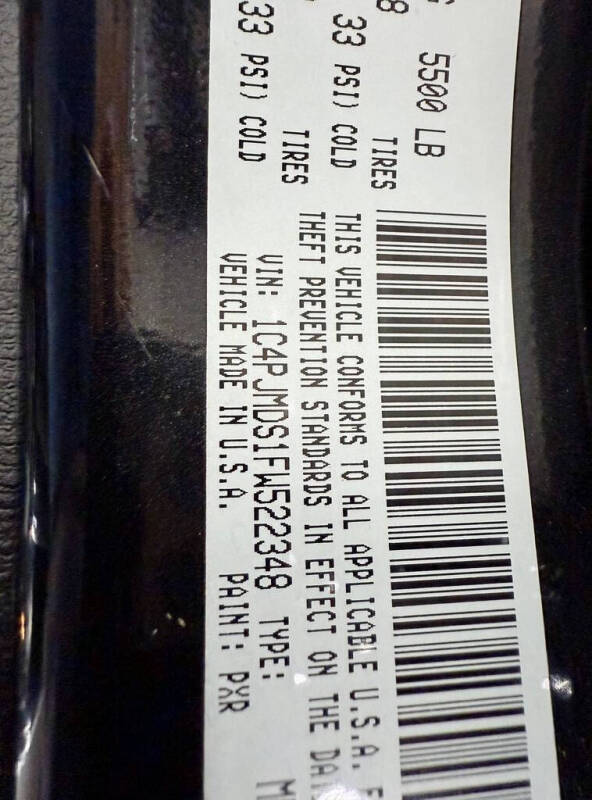 5500 LB
TIRES
33 PSI) COLD
TIRES
33 PSI) COLD
THIS VEHICLE CONFORMS TO ALL APPLICABLE U.S.A. F
THEFT PREVENTION STANDARDS IN EFFECT ON THE DA
VIN: 1C4PJMDS1FW522348 TYPE: M
VEHICLE MADE IN U.S.A. PAINT: PXR